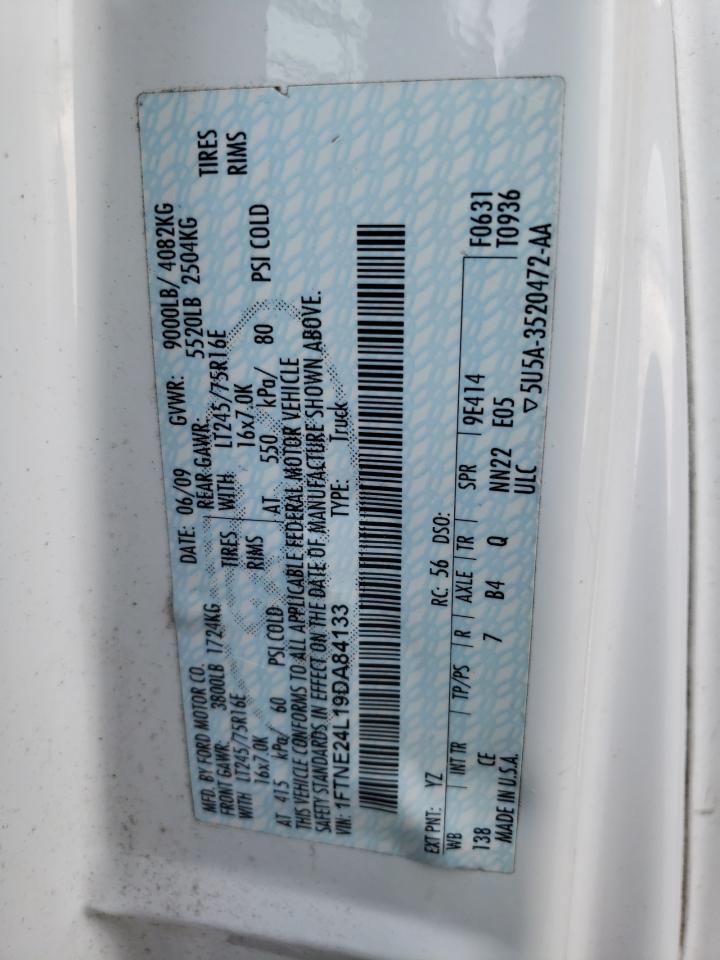 MFD. BY FORD MOTOR CO.
DATE: 06/09 GVWR: 9000LB/ 4082KG
FRONT GAWR: 3800LB 1724KG REAR GAWR: 5520LB 2504KG
WITH LT245/75R16E TIRES WITH LT245/75R16E TIRES
16x7.0K RIMS 16x7.0K RIMS
AT 415 kPa/ 60 PSI COLD AT 550 kPa/ 80 PSI COLD
THIS VEHICLE CONFORMS TO ALL APPLICABLE FEDERAL MOTOR VEHICLE
SAFETY STANDARDS IN EFFECT ON THE DATE OF MANUFACTURE SHOWN ABOVE.
VIN: 1FTNE24L19DA84133 TYPE: Truck
EXT PNT: YZ RC: 56 DSO: F0631
WB INT TR TP/PS R AXLE TR SPR T0936
138 CE 7 B4 Q NN22 9E414
ULC E05
MADE IN U.S.A. ▽5U5A-3520472-AA